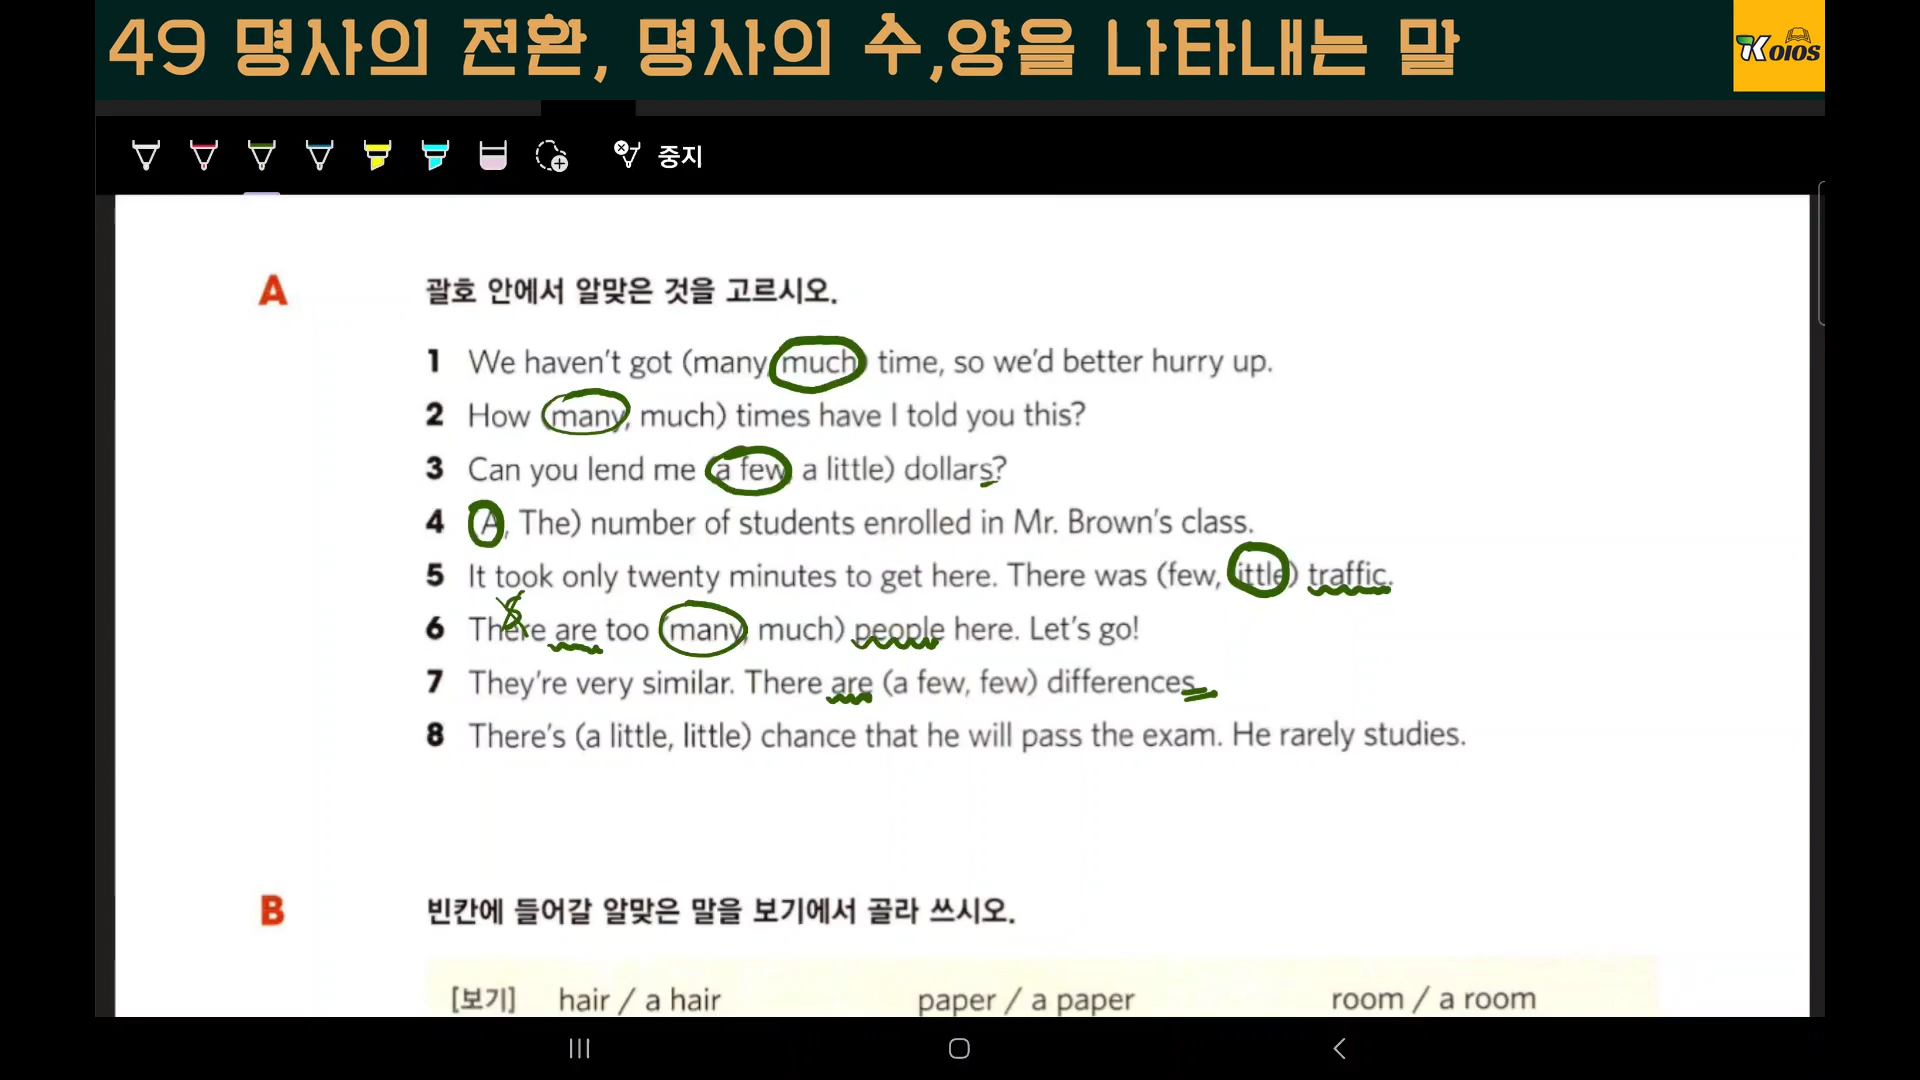 49 명사의 전환, 명사의 수,양을 나타내는 말
Koios
중지
A 괄호 안에서 알맞은 것을 고르시오.
1 We haven't got (many, much) time, so we'd better hurry up.
2 How (many, much) times have I told you this?
3 Can you lend me (a few, a little) dollars?
4 (A, The) number of students enrolled in Mr. Brown's class.
5 It took only twenty minutes to get here. There was (few, little) traffic.
6 There are too (many, much) people here. Let's go!
7 They're very similar. There are (a few, few) differences.
8 There's (a little, little) chance that he will pass the exam. He rarely studies.
B 빈칸에 들어갈 알맞은 말을 보기에서 골라 쓰시오.
[보기] hair / a hair paper / a paper room / a room